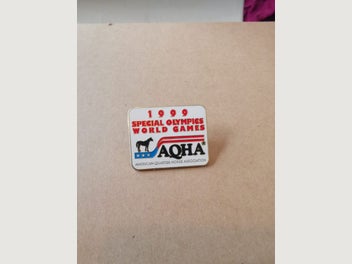 1999
SPECIAL OLYMPICS
WORLD GAMES
AQHA®
AMERICAN QUARTER HORSE ASSOCIATION